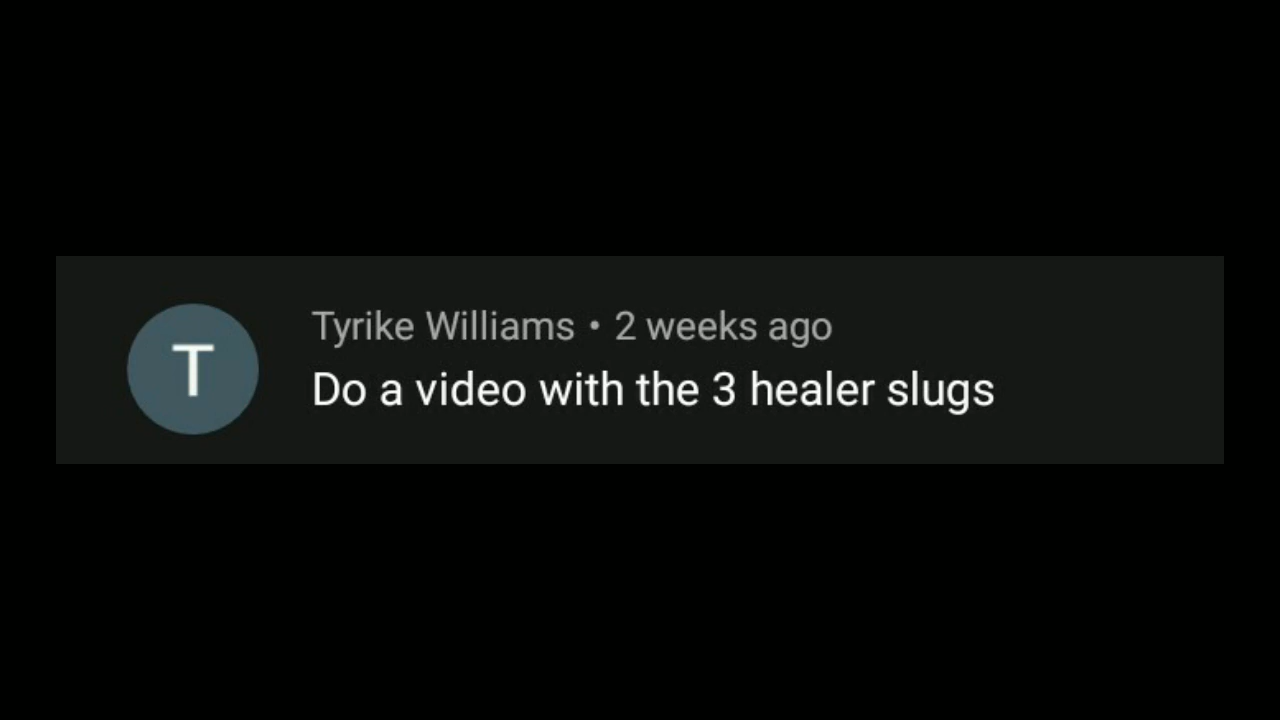 T
Tyrike Williams • 2 weeks ago
Do a video with the 3 healer slugs